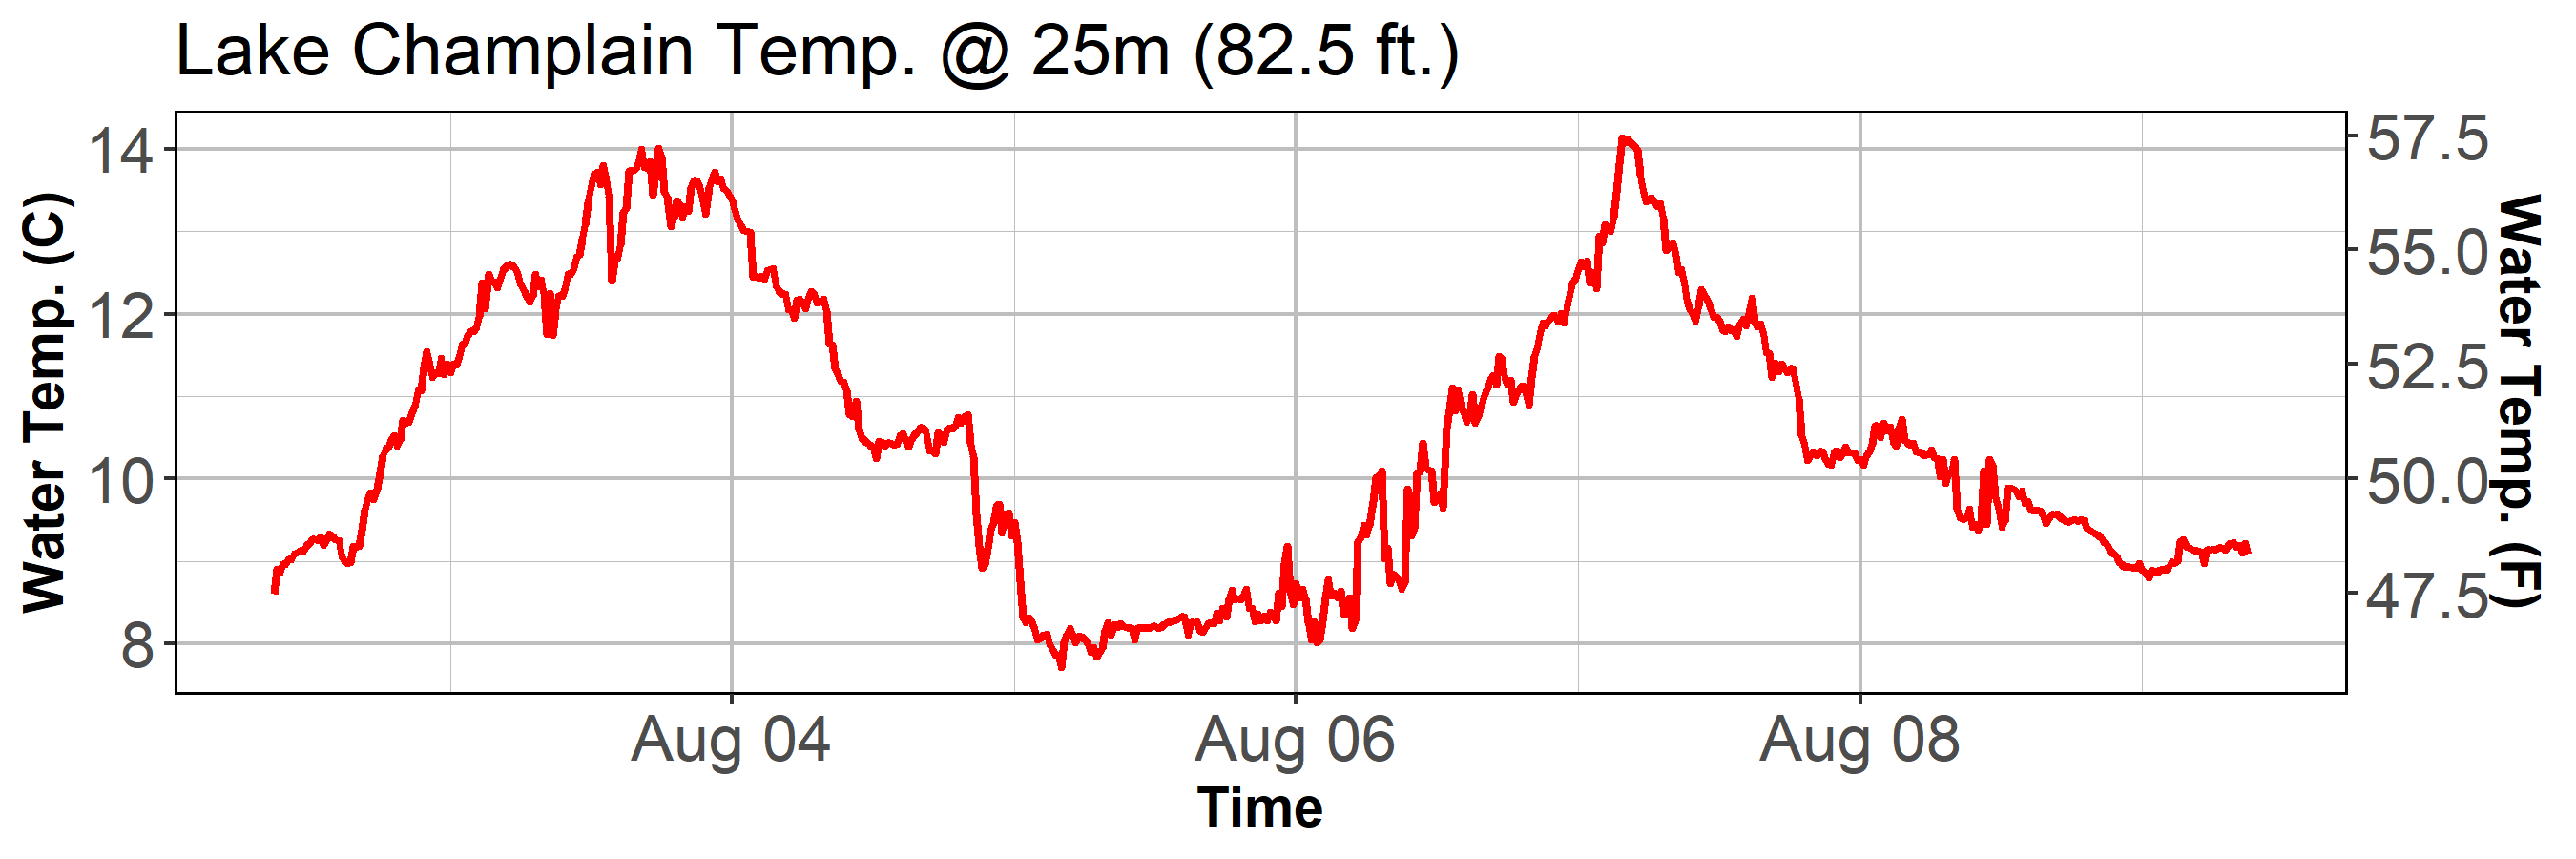 Lake Champlain Temp. @ 25m (82.5 ft.)
Water Temp. (C)
14
12
10
8
57.5
55.0
52.5
50.0
47.5
Water Temp. (F)
Aug 04
Aug 06
Aug 08
Time